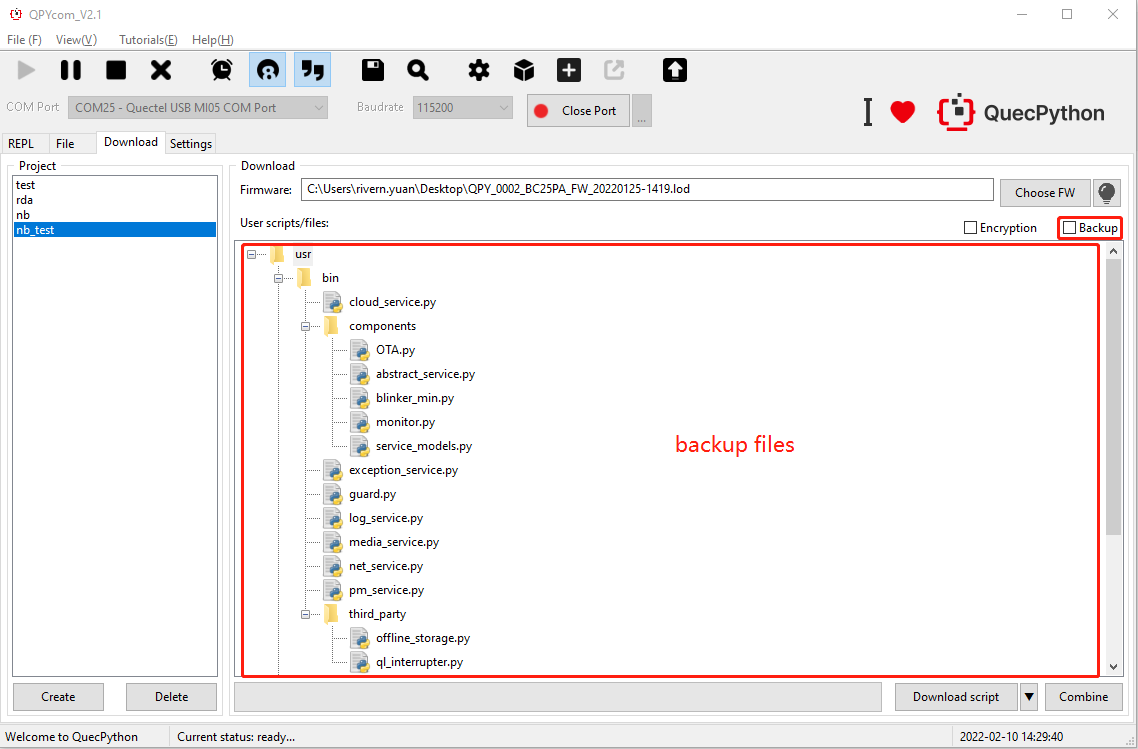 QPYcom_V2.1
File (F) View(V) Tutorials(E) Help(H)
COM Port COM25 - Quectel USB MI05 COM Port Baudrate 115200 Close Port ... QuecPython
REPL File Download Settings
Project
test
rda
nb
nb_test
Create Delete
Download
Firmware: C:\Users\rivern.yuan\Desktop\QPY_0002_BC25PA_FW_20220125-1419.lod Choose FW
User scripts/files: Encryption Backup
usr
bin
cloud_service.py
components
OTA.py
abstract_service.py
blinker_min.py
monitor.py
service_models.py
backup files
exception_service.py
guard.py
log_service.py
media_service.py
net_service.py
pm_service.py
third_party
offline_storage.py
ql_interrupter.py
Download script Combine
Welcome to QuecPython Current status: ready... 2022-02-10 14:29:40